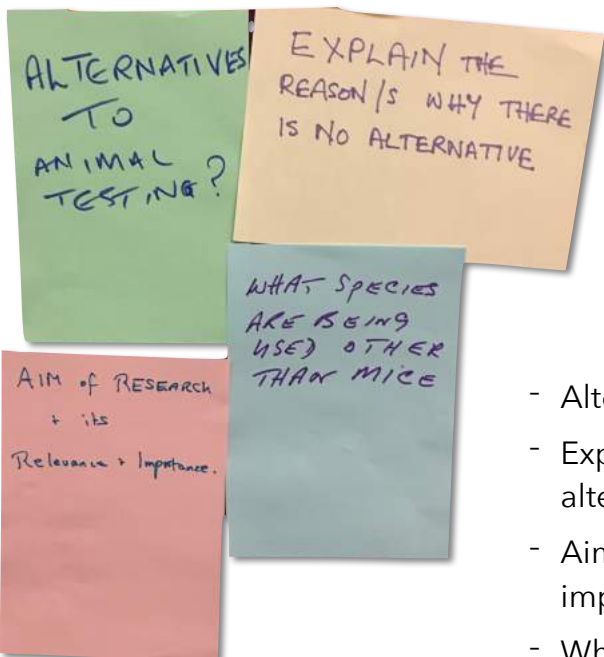 ALTERNATIVES
TO
ANIMAL
TESTING?
EXPLAIN THE
REASON/S WHY THERE
IS NO ALTERNATIVE
WHAT SPECIES
ARE BEING
USED OTHER
THAN MICE
AIM of RESEARCH
+ its
Relevance + Importance.
- Alte
- Exp
alte
- Aim
imp
- Wh